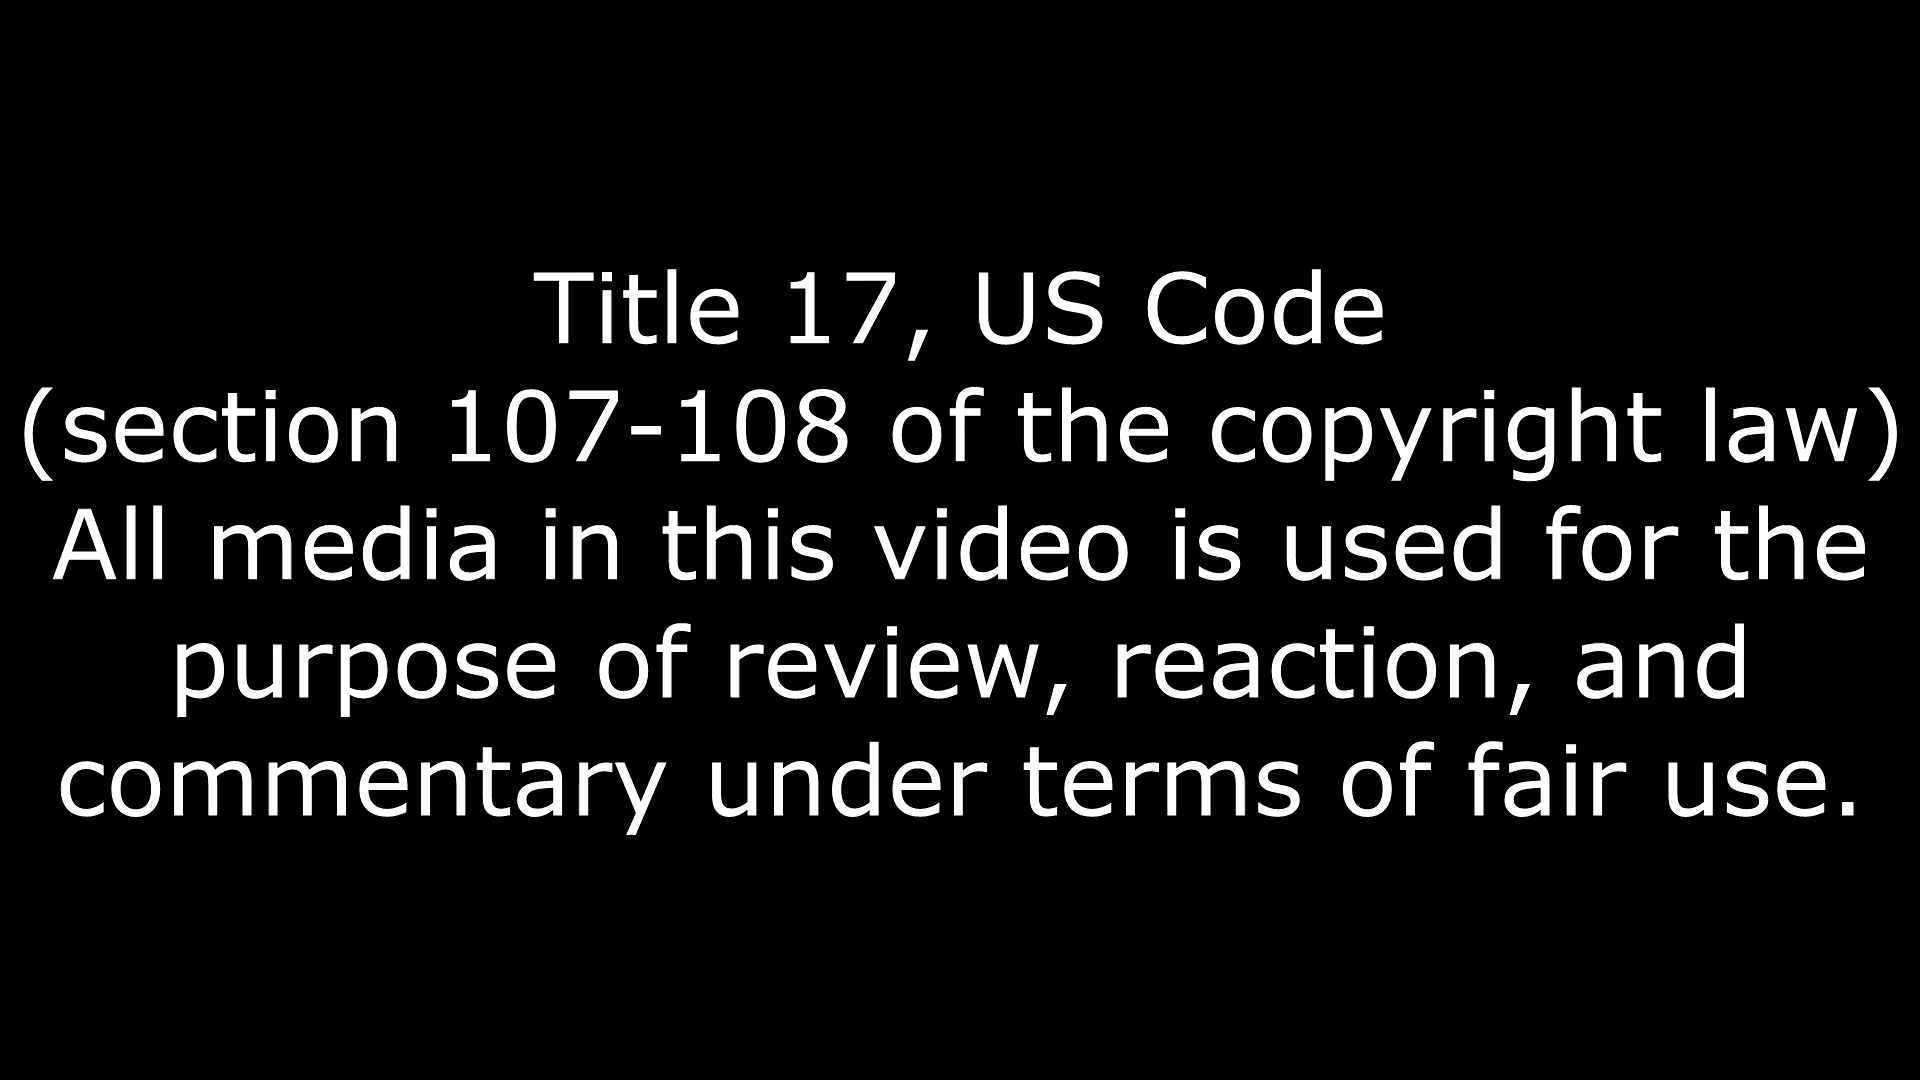 Title 17, US Code
(section 107-108 of the copyright law)
All media in this video is used for the
purpose of review, reaction, and
commentary under terms of fair use.